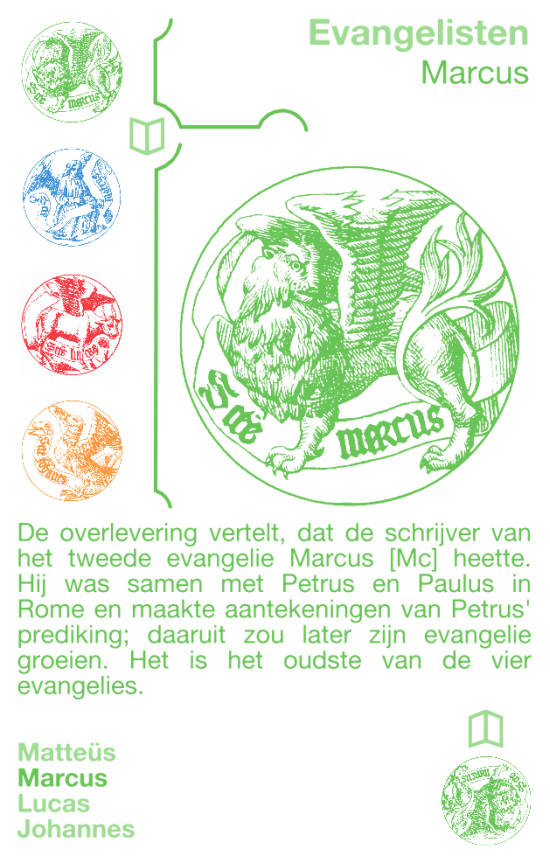 Evangelisten
Marcus
Scūs
marcus
De overlevering vertelt, dat de schrijver van
het tweede evangelie Marcus [Mc] heette.
Hij was samen met Petrus en Paulus in
Rome en maakte aantekeningen van Petrus'
prediking; daaruit zou later zijn evangelie
groeien. Het is het oudste van de vier
evangelies.
Matteüs
Marcus
Lucas
Johannes